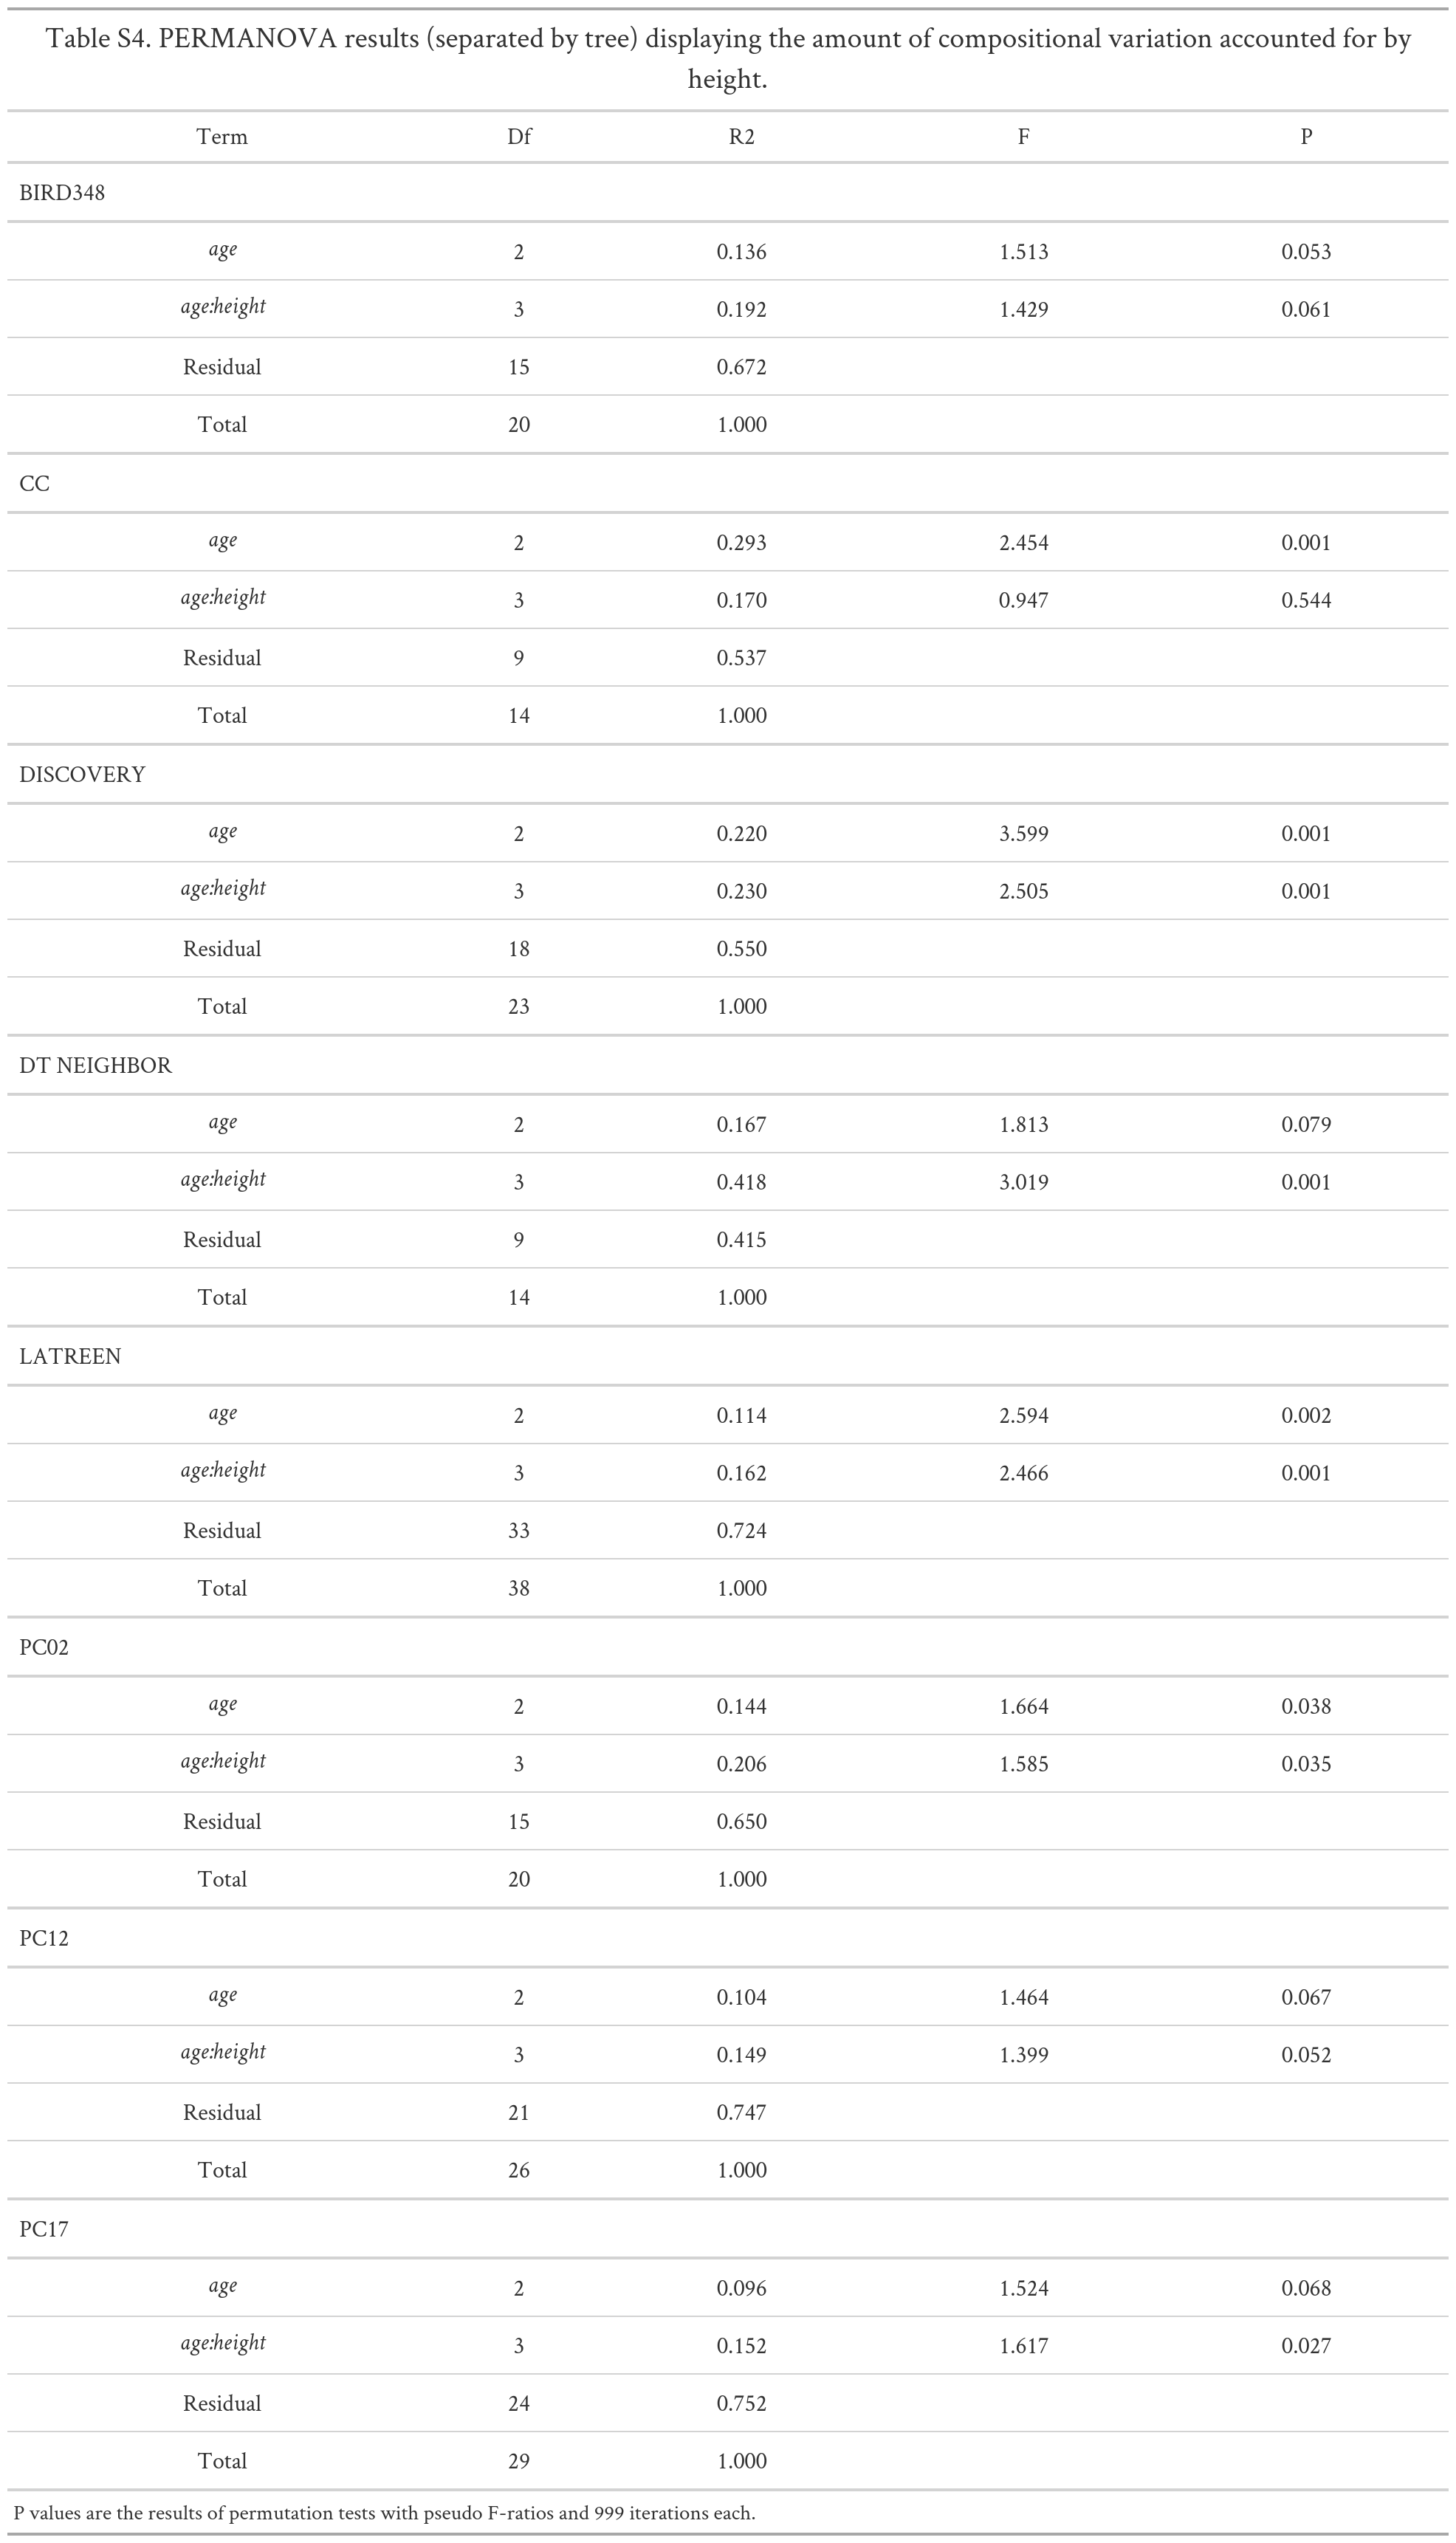 Table S4. PERMANOVA results (separated by tree) displaying the amount of compositional variation accounted for by
height.
Term Df R2 F P
BIRD348
age 2 0.136 1.513 0.053
age:height 3 0.192 1.429 0.061
Residual 15 0.672
Total 20 1.000
CC
age 2 0.293 2.454 0.001
age:height 3 0.170 0.947 0.544
Residual 9 0.537
Total 14 1.000
DISCOVERY
age 2 0.220 3.599 0.001
age:height 3 0.230 2.505 0.001
Residual 18 0.550
Total 23 1.000
DT NEIGHBOR
age 2 0.167 1.813 0.079
age:height 3 0.418 3.019 0.001
Residual 9 0.415
Total 14 1.000
LATREEN
age 2 0.114 2.594 0.002
age:height 3 0.162 2.466 0.001
Residual 33 0.724
Total 38 1.000
PC02
age 2 0.144 1.664 0.038
age:height 3 0.206 1.585 0.035
Residual 15 0.650
Total 20 1.000
PC12
age 2 0.104 1.464 0.067
age:height 3 0.149 1.399 0.052
Residual 21 0.747
Total 26 1.000
PC17
age 2 0.096 1.524 0.068
age:height 3 0.152 1.617 0.027
Residual 24 0.752
Total 29 1.000
P values are the results of permutation tests with pseudo F-ratios and 999 iterations each.